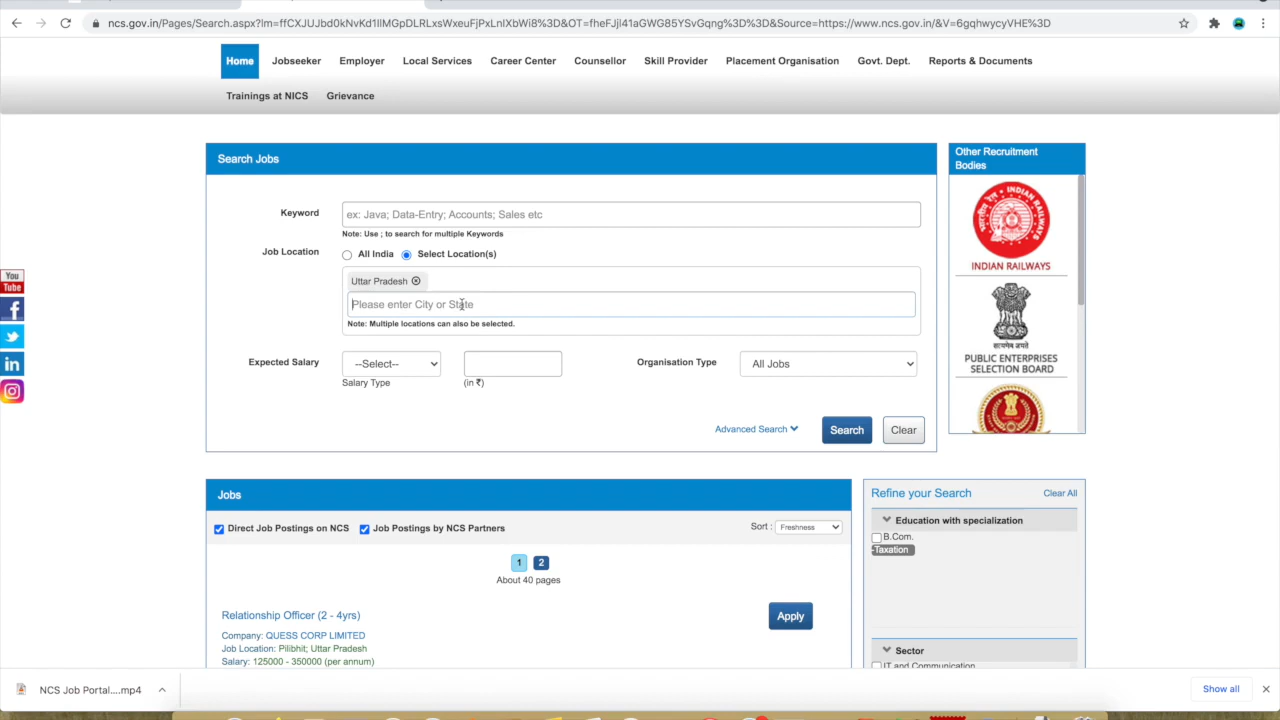 ncs.gov.in/Pages/Search.aspx?lm=ffCXJUJbd0kNvKd1lIMGpDLRLxsWxeuFjPxLnIXbWi8%3D&OT=fheFJjl41aGWG85YSvGqng%3D%3D&Source=https://www.ncs.gov.in/&V=6gqhwycyVHE%3D
Home
Jobseeker
Employer
Local Services
Career Center
Counsellor
Skill Provider
Placement Organisation
Govt. Dept.
Reports & Documents
Trainings at NICS
Grievance
Search Jobs
Other Recruitment
Bodies
Keyword
ex: Java; Data-Entry; Accounts; Sales etc
Note: Use ; to search for multiple Keywords
Job Location
All India
Select Location(s)
Uttar Pradesh
Please enter City or State
Note: Multiple locations can also be selected.
INDIAN RAILWAYS
PUBLIC ENTERPRISES
SELECTION BOARD
You
Tube
Expected Salary
--Select--
Salary Type
(in ₹)
Organisation Type
All Jobs
Advanced Search
Search
Clear
Jobs
Direct Job Postings on NCS
Job Postings by NCS Partners
Sort :
Freshness
1
2
About 40 pages
Relationship Officer (2 - 4yrs)
Apply
Company: QUESS CORP LIMITED
Job Location: Pilibhit; Uttar Pradesh
Salary: 125000 - 350000 (per annum)
Refine your Search
Clear All
Education with specialization
B.Com.
-Taxation
Sector
IT and Communication
NCS Job Portal....mp4
Show all